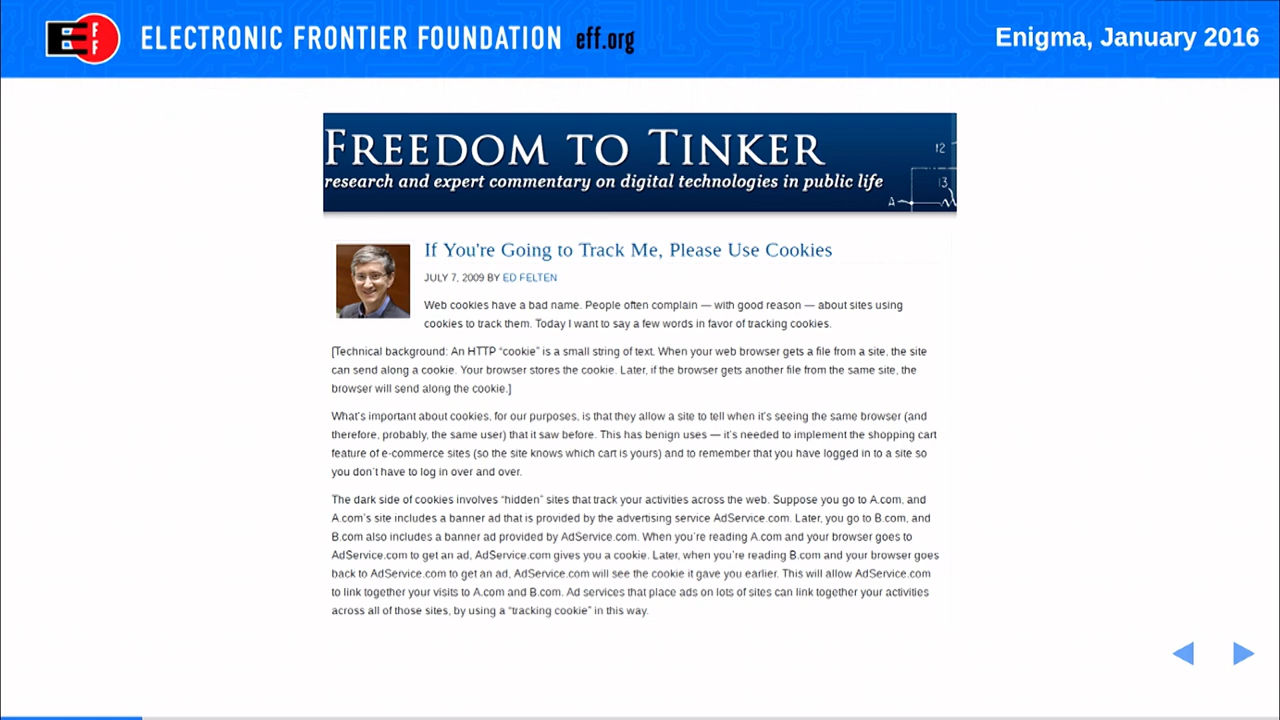 EFF
ELECTRONIC FRONTIER FOUNDATION eff.org
Enigma, January 2016
FREEDOM TO TINKER
research and expert commentary on digital technologies in public life
12
13
A
If You're Going to Track Me, Please Use Cookies
JULY 7, 2009 BY ED FELTEN
Web cookies have a bad name. People often complain — with good reason — about sites using
cookies to track them. Today I want to say a few words in favor of tracking cookies.
[Technical background: An HTTP “cookie” is a small string of text. When your web browser gets a file from a site, the site
can send along a cookie. Your browser stores the cookie. Later, if the browser gets another file from the same site, the
browser will send along the cookie.]
What’s important about cookies, for our purposes, is that they allow a site to tell when it’s seeing the same browser (and
therefore, probably, the same user) that it saw before. This has benign uses — it’s needed to implement the shopping cart
feature of e-commerce sites (so the site knows which cart is yours) and to remember that you have logged in to a site so
you don’t have to log in over and over.
The dark side of cookies involves “hidden” sites that track your activities across the web. Suppose you go to A.com, and
A.com’s site includes a banner ad that is provided by the advertising service AdService.com. Later, you go to B.com, and
B.com also includes a banner ad provided by AdService.com. When you’re reading A.com and your browser goes to
AdService.com to get an ad, AdService.com gives you a cookie. Later, when you’re reading B.com and your browser goes
back to AdService.com to get an ad, AdService.com will see the cookie it gave you earlier. This will allow AdService.com
to link together your visits to A.com and B.com. Ad services that place ads on lots of sites can link together your activities
across all of those sites, by using a “tracking cookie” in this way.